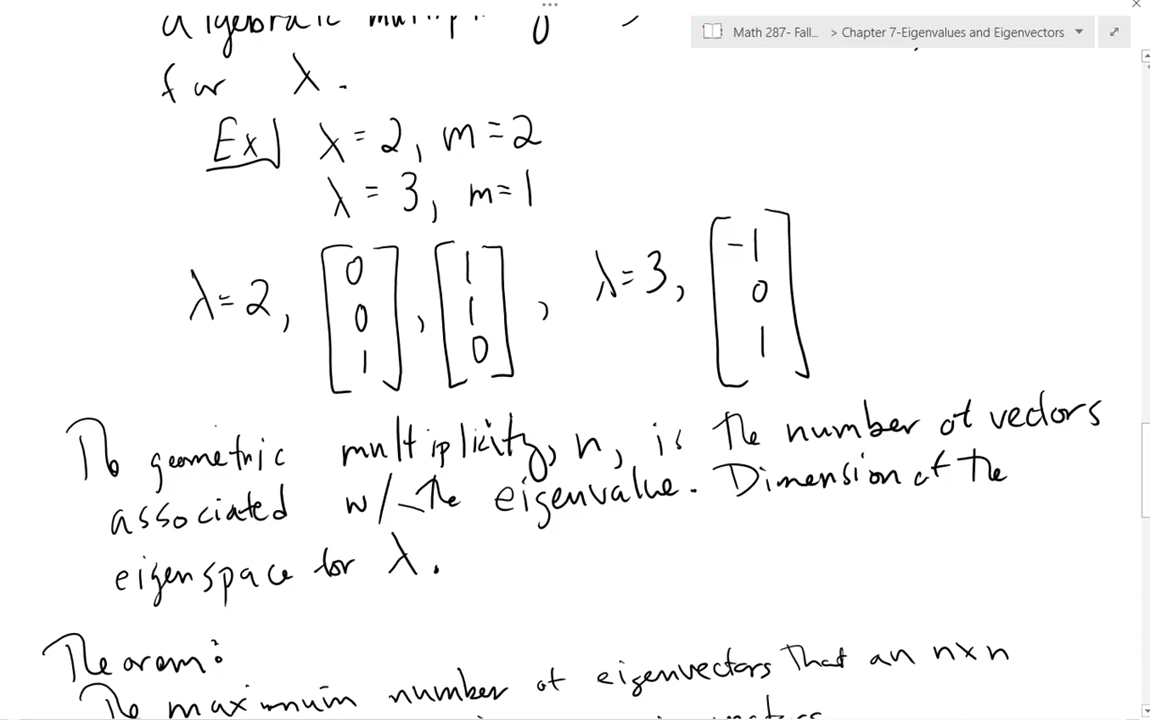 algebraic
Math 287- Fall... > Chapter 7-Eigenvalues and Eigenvectors
for λ.
Ex] λ=2, m=2
λ=3, m=1
λ=2, [0 0 1], [1 1 0], λ=3, [-1 0 1]
The geometric multiplicity, n, is the number of vectors
associated w/ the eigenvalue. Dimension of the
eigenspace for λ.
Theorem:
The maximum number of eigenvectors that an n×n